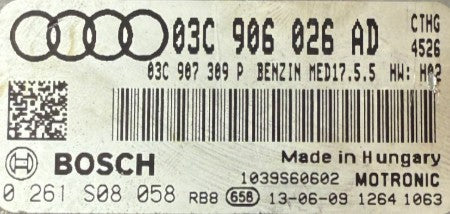 03C 906 026 AD CTHG
4526
03C 907 309 P BENZIN MED17.5.5 HW: H02
BOSCH
Made in Hungary
1039S60602 MOTRONIC
0 261 S08 058 RB8 658 13-06-09 1264 1063